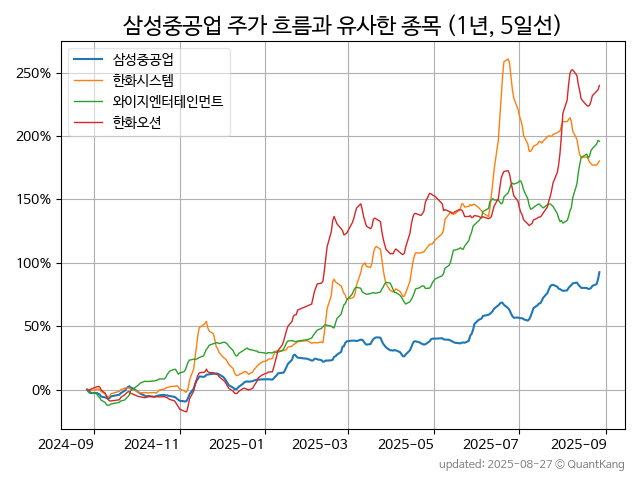 삼성중공업 주가 흐름과 유사한 종목 (1년, 5일선)
삼성중공업
한화시스템
와이지엔터테인먼트
한화오션
250%
200%
150%
100%
50%
0%
2024-09 2024-11 2025-01 2025-03 2025-05 2025-07 2025-09
updated: 2025-08-27 © QuantKang